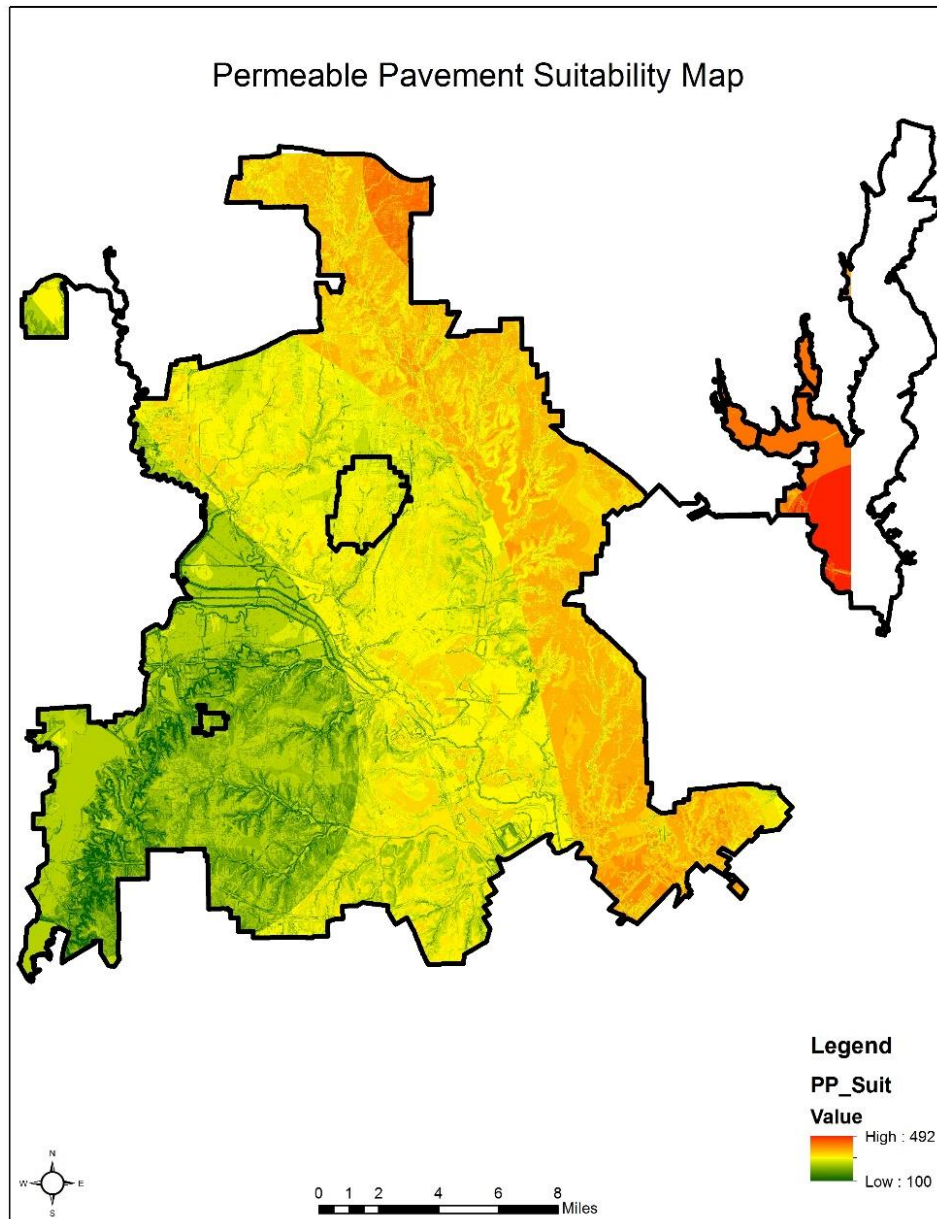 Permeable Pavement Suitability Map
Legend
PP_Suit
Value
High : 492
Low : 100
N
W E
S
0 1 2 4 6 8
Miles